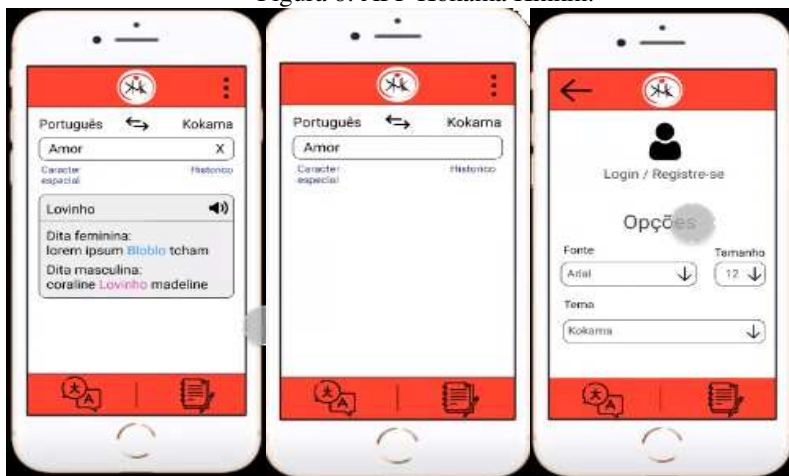 Português Kokama
Amor X
Caracter Historico
especial
Lovinho
Dita feminina:
lorem ipsum Bloblo tcham
Dita masculina:
coraline Lovinho madeline
Português Kokama
Amor
Caracter Historico
especial
Login / Registre-se
Opções
Fonte Tamanho
Arial 12
Tema
Kokama